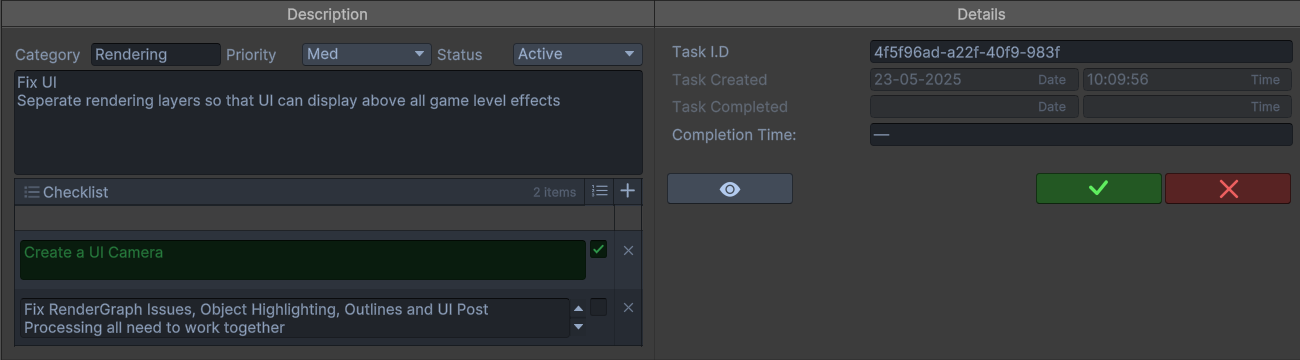 Description
Details
Category Rendering Priority Med Status Active
Fix UI
Seperate rendering layers so that UI can display above all game level effects
Checklist 2 Items
Create a UI Camera
Fix RenderGraph Issues, Object Highlighting, Outlines and UI Post
Processing all need to work together
Task I.D 4f5f96ad-a22f-40f9-983f
Task Created 23-05-2025 Date 10:09:56 Time
Task Completed Date Time
Completion Time: —